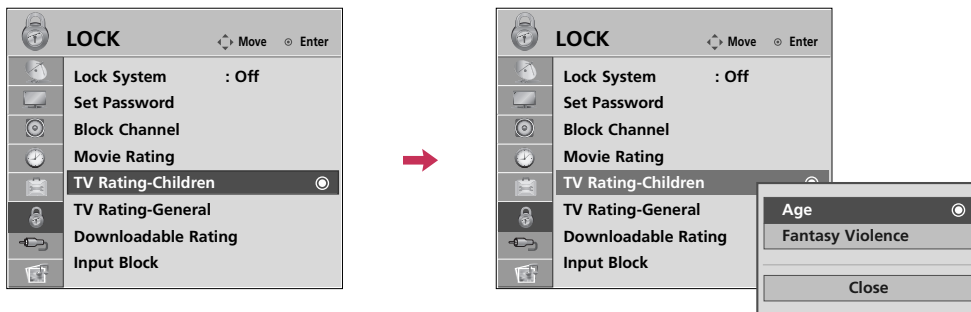 LOCK
Move Enter
Lock System : Off
Set Password
Block Channel
Movie Rating
TV Rating-Children
TV Rating-General
Downloadable Rating
Input Block
LOCK
Move Enter
Lock System : Off
Set Password
Block Channel
Movie Rating
TV Rating-Children
TV Rating-General
Downloadable Rating
Input Block
Age
Fantasy Violence
Close